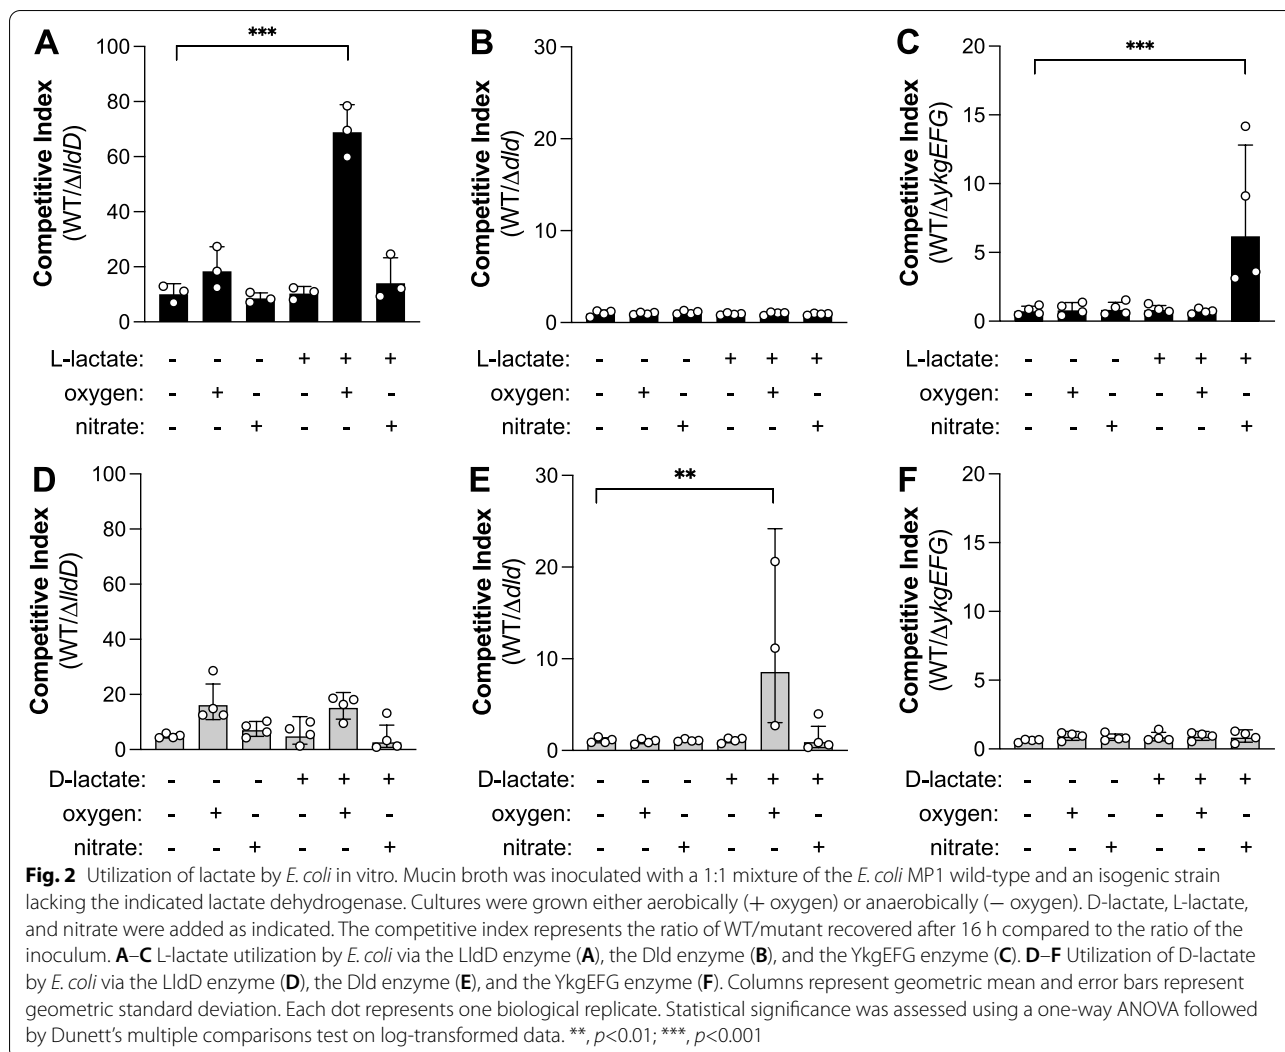 A
***
100
80
60
40
20
0
Competitive Index
(WT/ΔlldD)
B
30
20
10
0
Competitive Index
(WT/Δdld)
C
***
20
15
10
5
0
Competitive Index
(WT/ΔykgEFG)
L-lactate: - - - + + +
oxygen: - + - - + -
nitrate: - - + - - +
L-lactate: - - - + + +
oxygen: - + - - + -
nitrate: - - + - - +
L-lactate: - - - + + +
oxygen: - + - - + -
nitrate: - - + - - +
D
100
80
60
40
20
0
Competitive Index
(WT/ΔlldD)
E
**
30
20
10
0
Competitive Index
(WT/Δdld)
F
20
15
10
5
0
Competitive Index
(WT/ΔykgEFG)
D-lactate: - - - + + +
oxygen: - + - - + -
nitrate: - - + - - +
D-lactate: - - - + + +
oxygen: - + - - + -
nitrate: - - + - - +
D-lactate: - - - + + +
oxygen: - + - - + -
nitrate: - - + - - +
Fig. 2 Utilization of lactate by E. coli in vitro. Mucin broth was inoculated with a 1:1 mixture of the E. coli MP1 wild-type and an isogenic strain
lacking the indicated lactate dehydrogenase. Cultures were grown either aerobically (+ oxygen) or anaerobically (− oxygen). D-lactate, L-lactate,
and nitrate were added as indicated. The competitive index represents the ratio of WT/mutant recovered after 16 h compared to the ratio of the
inoculum. A–C L-lactate utilization by E. coli via the LldD enzyme (A), the Dld enzyme (B), and the YkgEFG enzyme (C). D–F Utilization of D-lactate
by E. coli via the LldD enzyme (D), the Dld enzyme (E), and the YkgEFG enzyme (F). Columns represent geometric mean and error bars represent
geometric standard deviation. Each dot represents one biological replicate. Statistical significance was assessed using a one-way ANOVA followed
by Dunett’s multiple comparisons test on log-transformed data. **, p<0.01; ***, p<0.001